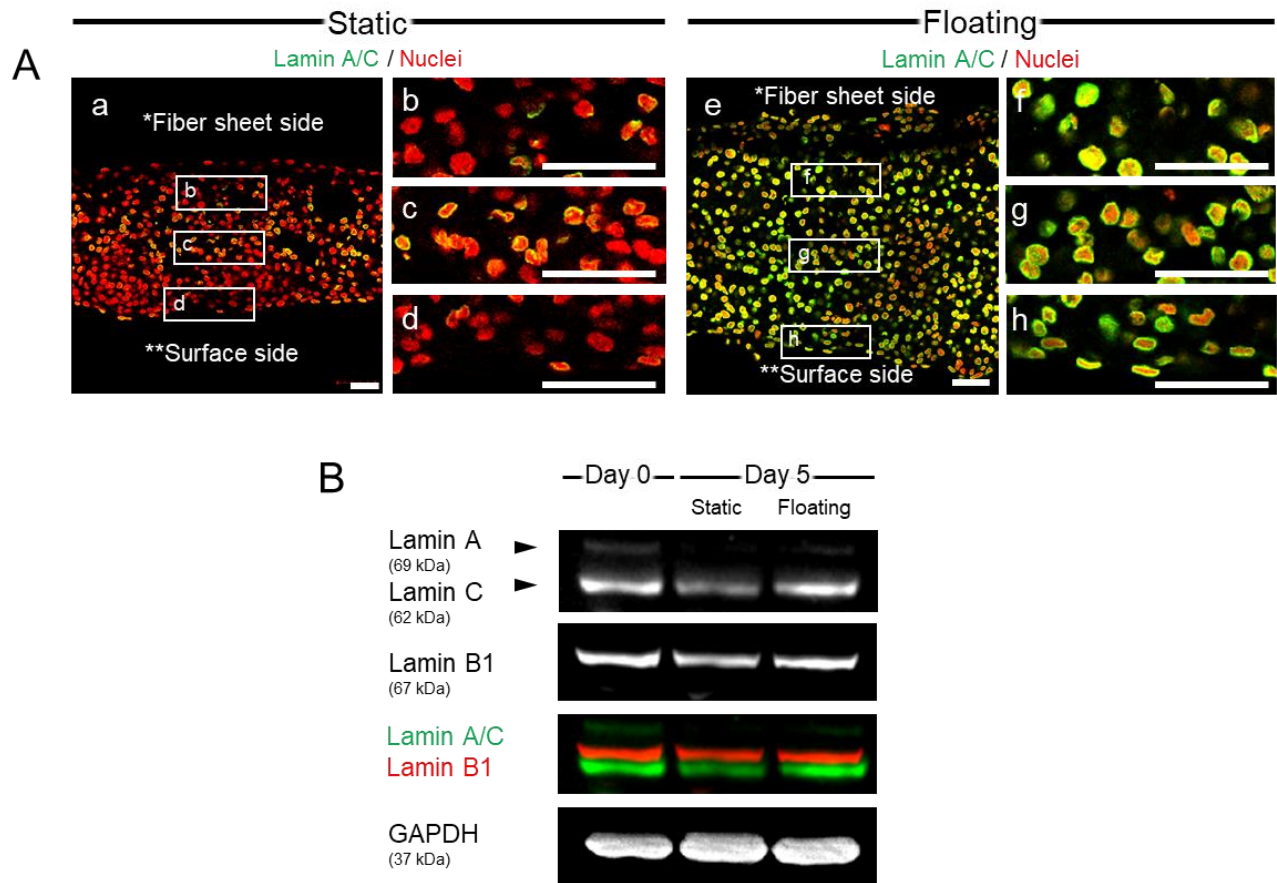 Static
Floating
A
Lamin A/C / Nuclei
Lamin A/C / Nuclei
a
*Fiber sheet side
b
c
d
**Surface side
b
c
d
e
*Fiber sheet side
f
g
h
**Surface side
f
g
h
B
Day 0
Day 5
Static
Floating
Lamin A
(69 kDa)
Lamin C
(62 kDa)
Lamin B1
(67 kDa)
Lamin A/C
Lamin B1
GAPDH
(37 kDa)